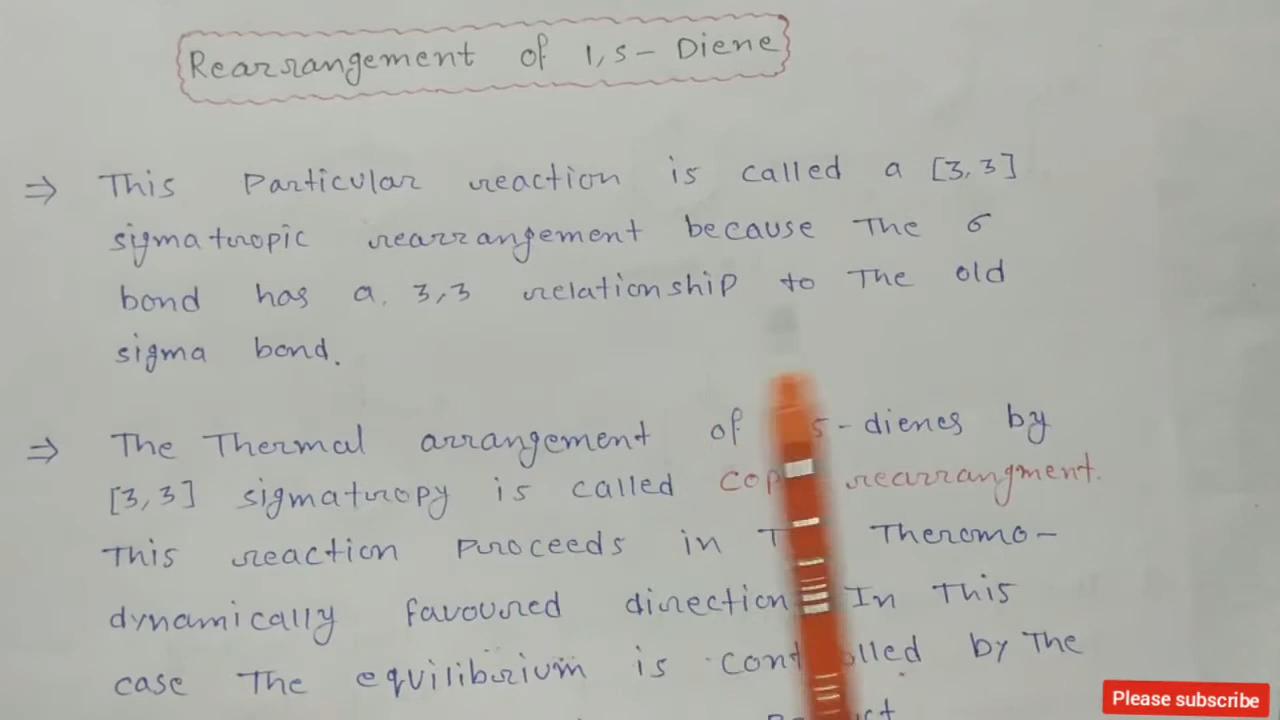 Rearrangement of 1,5-Diene
⇒ This Particular reaction is called a [3,3]
sigmatropic rearrangement because The σ
bond has a 3,3 relationship to The old
sigma bond.
⇒ The Thermal arrangement of 5-dienes by
[3,3] sigmatropy is called rearrangment.
This reaction Proceeds in Theremo-
dynamically favoured direction In This
case The equilibrium is by The
Please subscribe